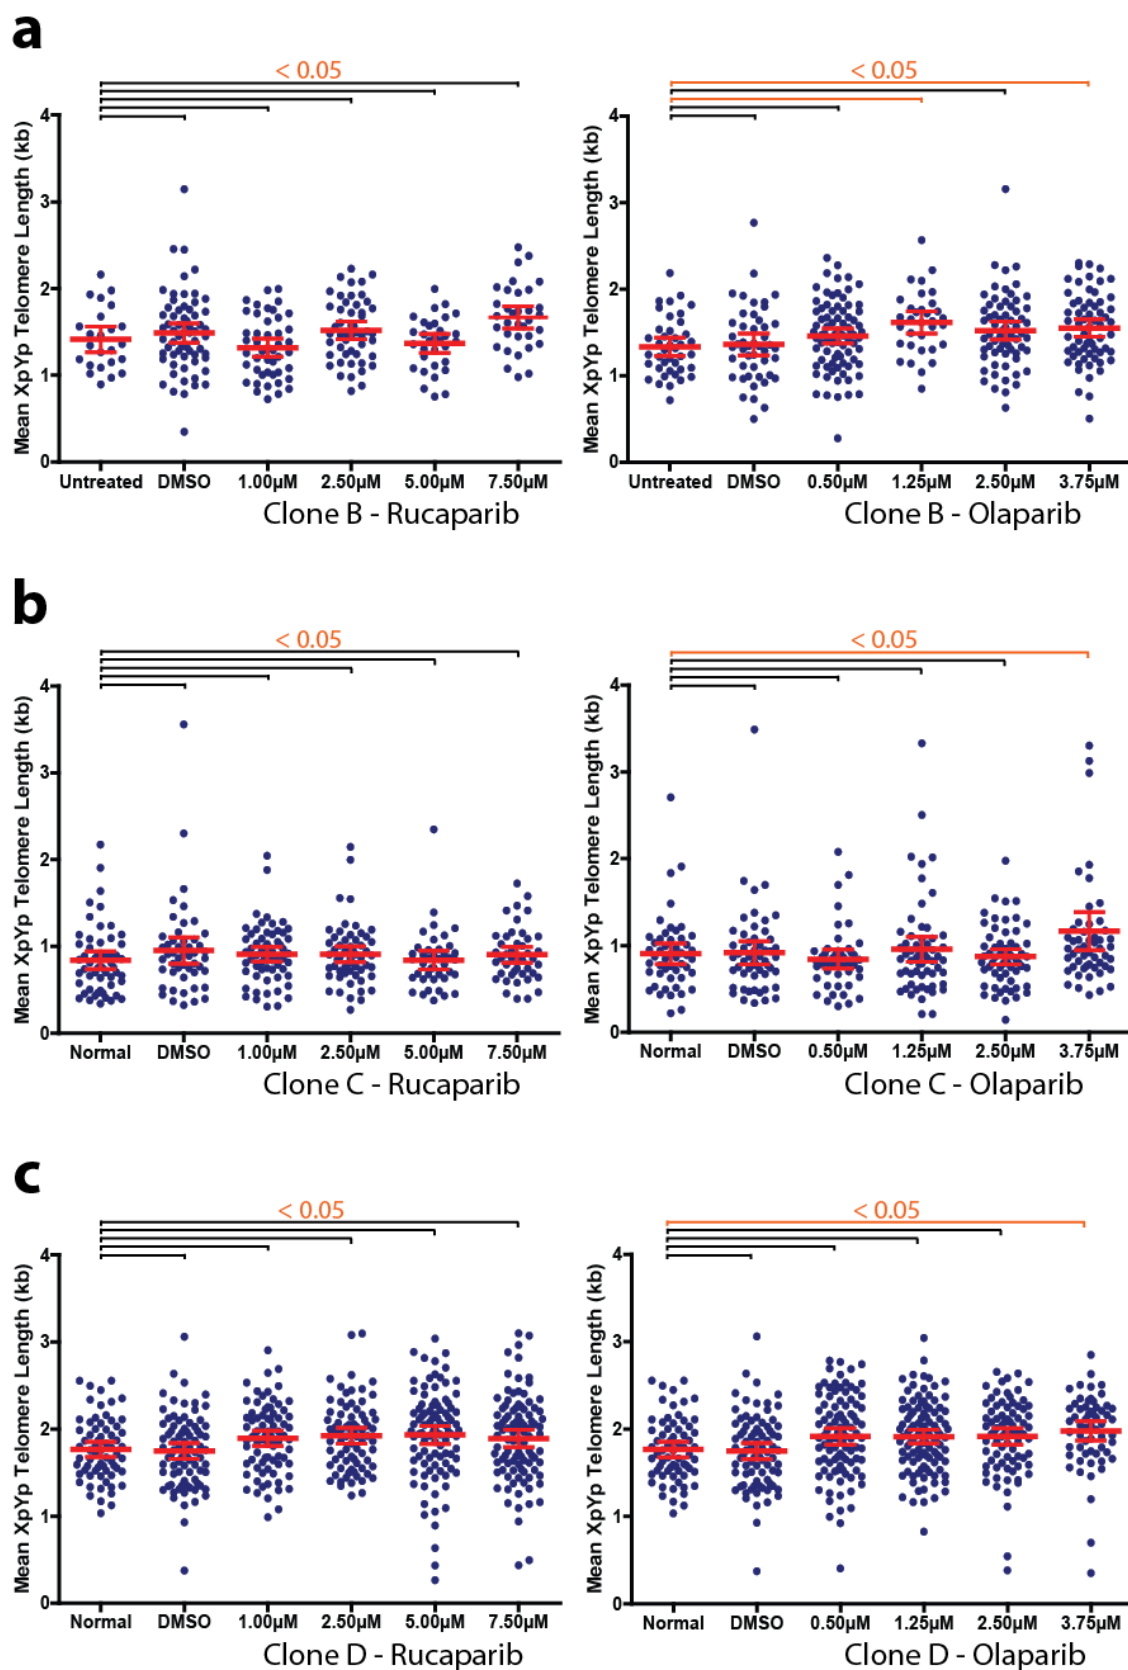 a
< 0.05
Mean XpYp Telomere Length (kb)
4
3
2
1
0
Untreated DMSO 1.00μM 2.50μM 5.00μM 7.50μM
Clone B - Rucaparib
< 0.05
Mean XpYp Telomere Length (kb)
4
3
2
1
0
Untreated DMSO 0.50μM 1.25μM 2.50μM 3.75μM
Clone B - Olaparib
b
< 0.05
Mean XpYp Telomere Length (kb)
4
3
2
1
0
Normal DMSO 1.00μM 2.50μM 5.00μM 7.50μM
Clone C - Rucaparib
< 0.05
Mean XpYp Telomere Length (kb)
4
3
2
1
0
Normal DMSO 0.50μM 1.25μM 2.50μM 3.75μM
Clone C - Olaparib
c
< 0.05
Mean XpYp Telomere Length (kb)
4
3
2
1
0
Normal DMSO 1.00μM 2.50μM 5.00μM 7.50μM
Clone D - Rucaparib
< 0.05
Mean XpYp Telomere Length (kb)
4
3
2
1
0
Normal DMSO 0.50μM 1.25μM 2.50μM 3.75μM
Clone D - Olaparib